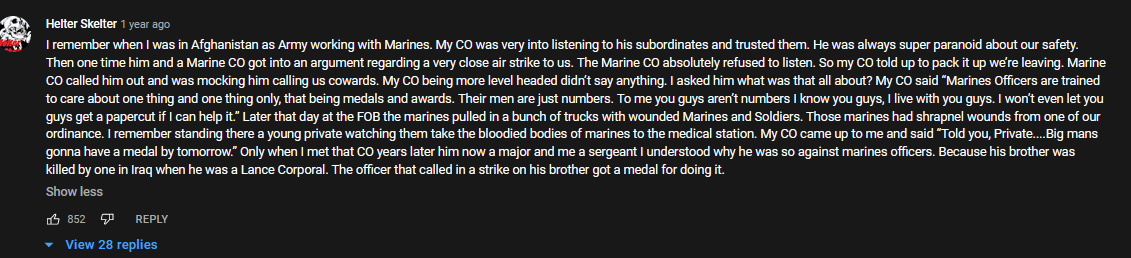 Helter Skelter 1 year ago
I remember when I was in Afghanistan as Army working with Marines. My CO was very into listening to his subordinates and trusted them. He was always super paranoid about our safety.
Then one time him and a Marine CO got into an argument regarding a very close air strike to us. The Marine CO absolutely refused to listen. So my CO told up to pack it up we're leaving. Marine
CO called him out and was mocking him calling us cowards. My CO being more level headed didn't say anything. I asked him what was that all about? My CO said "Marines Officers are trained
to care about one thing and one thing only, that being medals and awards. Their men are just numbers. To me you guys aren't numbers I know you guys, I live with you guys. I won't even let you
guys get a papercut if I can help it." Later that day at the FOB the marines pulled in a bunch of trucks with wounded Marines and Soldiers. Those marines had shrapnel wounds from one of our
ordinance. I remember standing there a young private watching them take the bloodied bodies of marines to the medical station. My CO came up to me and said "Told you, Private....Big mans
gonna have a medal by tomorrow." Only when I met that CO years later him now a major and me a sergeant I understood why he was so against marines officers. Because his brother was
killed by one in Iraq when he was a Lance Corporal. The officer that called in a strike on his brother got a medal for doing it.
Show less
852 REPLY
View 28 replies